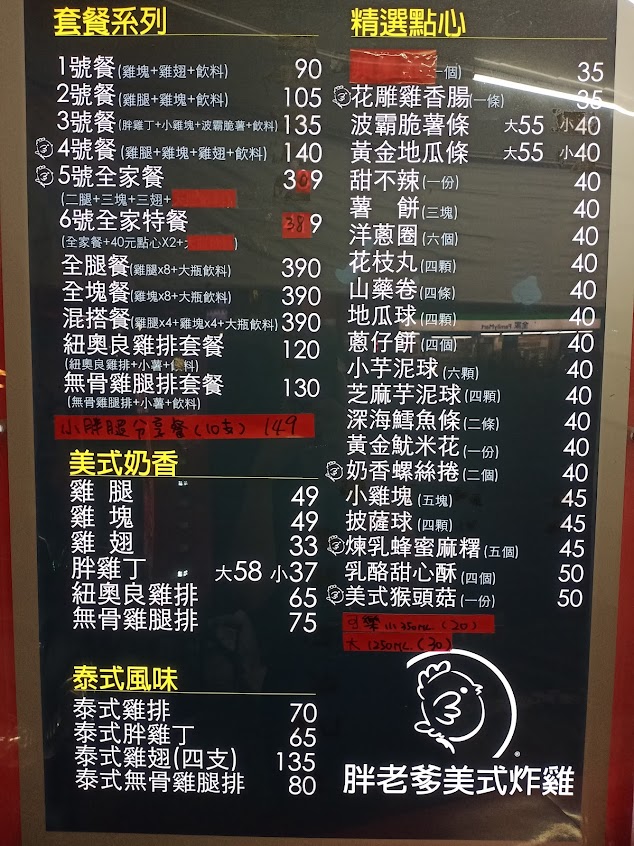 套餐系列
1號餐(雞塊+雞翅+飲料) 90
2號餐(雞腿+雞塊+飲料) 105
3號餐(胖雞丁+小雞塊+波霸脆薯+飲料) 135
4號餐(雞腿+雞塊+雞翅+飲料) 140
5號全家餐 309
(二腿+三塊+三翅+
6號全家特餐 389
(全家餐+40元點心X2+
全腿餐(雞腿x8+大瓶飲料) 390
全塊餐(雞塊x8+大瓶飲料) 390
混搭餐(雞腿x4+雞塊x4+大瓶飲料) 390
紐奧良雞排套餐 120
(紐奧良雞排+小薯+飲料)
無骨雞腿排套餐 130
(無骨雞腿排+小薯+飲料)
小胖腿分享餐(10支) 149
美式奶香
雞腿 49
雞塊 49
雞翅 33
胖雞丁 大58 小37
紐奧良雞排 65
無骨雞腿排 75
泰式風味
泰式雞排 70
泰式胖雞丁 65
泰式雞翅(四支) 135
泰式無骨雞腿排 80
精選點心
一個) 35
花雕雞香腸(一條) 35
波霸脆薯條 大55 小40
黃金地瓜條 大55 小40
甜不辣(一份) 40
薯餅(三塊) 40
洋蔥圈(六個) 40
花枝丸(四顆) 40
山藥卷(四條) 40
地瓜球(四顆) 40
蔥仔餅(四個) 40
小芋泥球(六顆) 40
芝麻芋泥球(四顆) 40
深海鱈魚條(二條) 40
黃金魷米花(一份) 40
奶香螺絲捲(二個) 40
小雞塊(五塊) 45
披薩球(四顆) 45
煉乳蜂蜜麻糬(五個) 45
乳酪甜心酥(四個) 50
美式猴頭菇(一份) 50
可樂小350ML (20)
大1250ML (30)
胖老爹美式炸雞